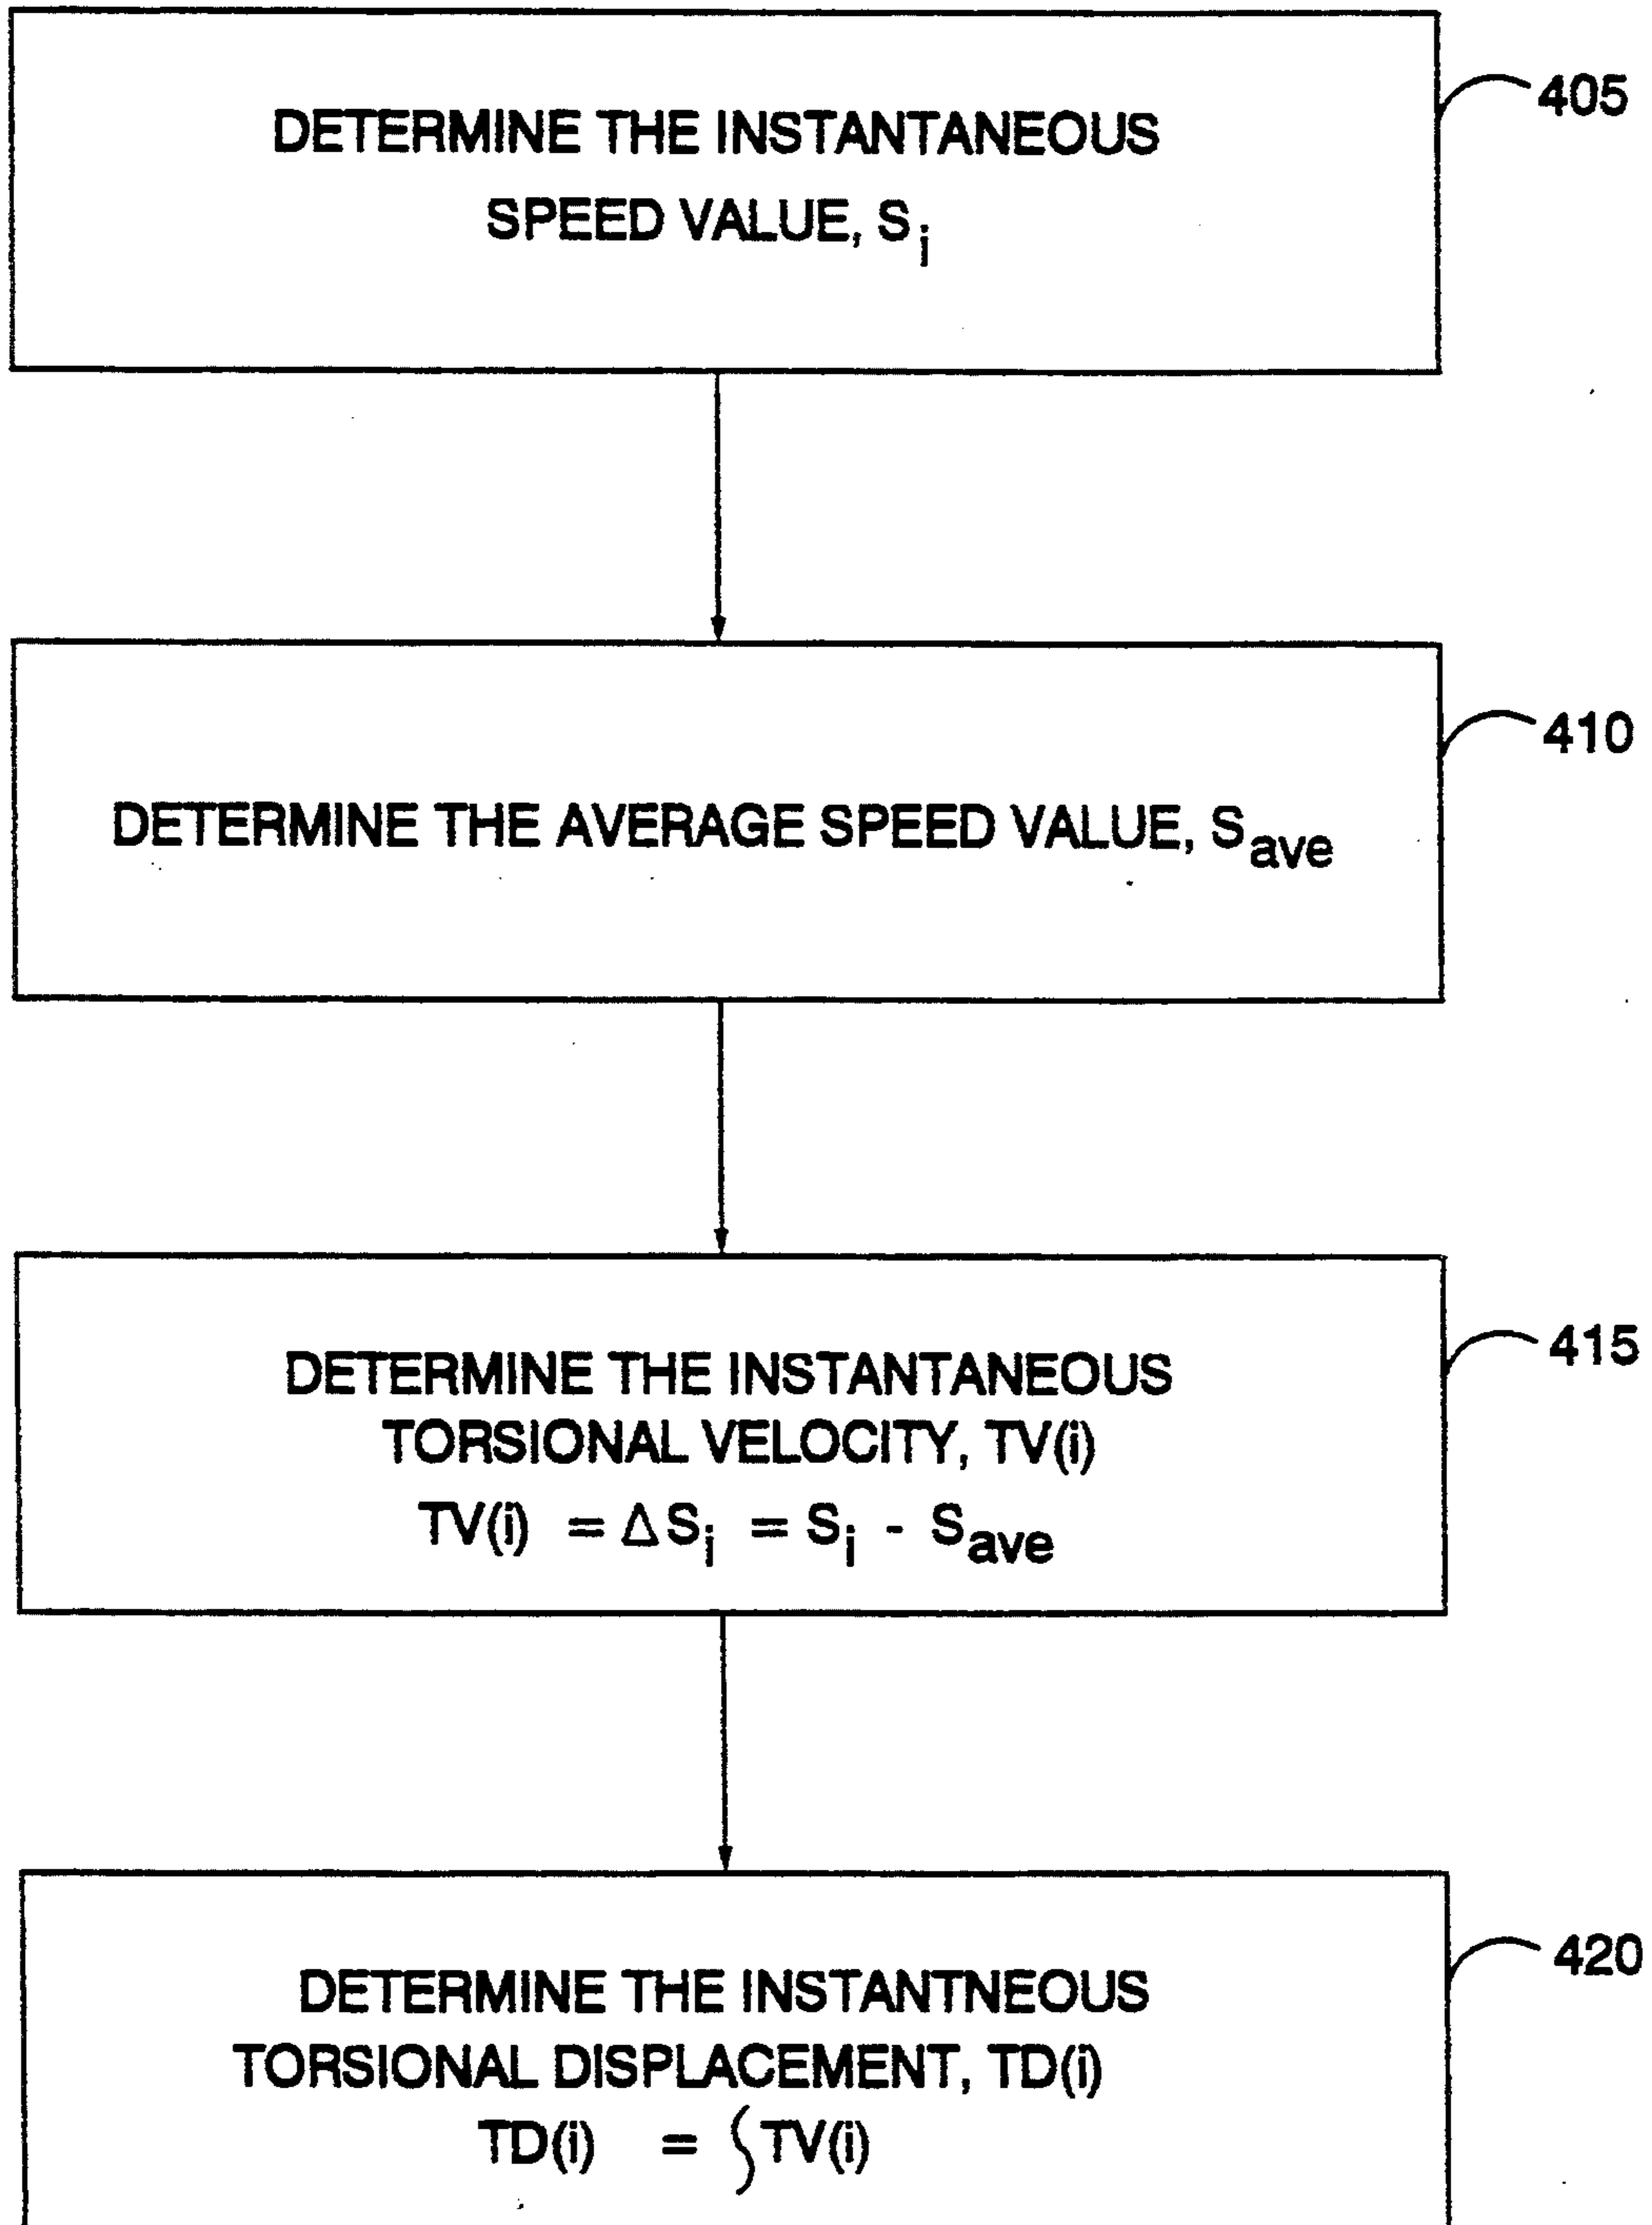 DETERMINE THE INSTANTANEOUS
SPEED VALUE, Si
405
DETERMINE THE AVERAGE SPEED VALUE, Save
410
DETERMINE THE INSTANTANEOUS
TORSIONAL VELOCITY, TV(i)
TV(i) = ΔSi = Si - Save
415
DETERMINE THE INSTANTNEOUS
TORSIONAL DISPLACEMENT, TD(i)
TD(i) = ∫TV(i)
420